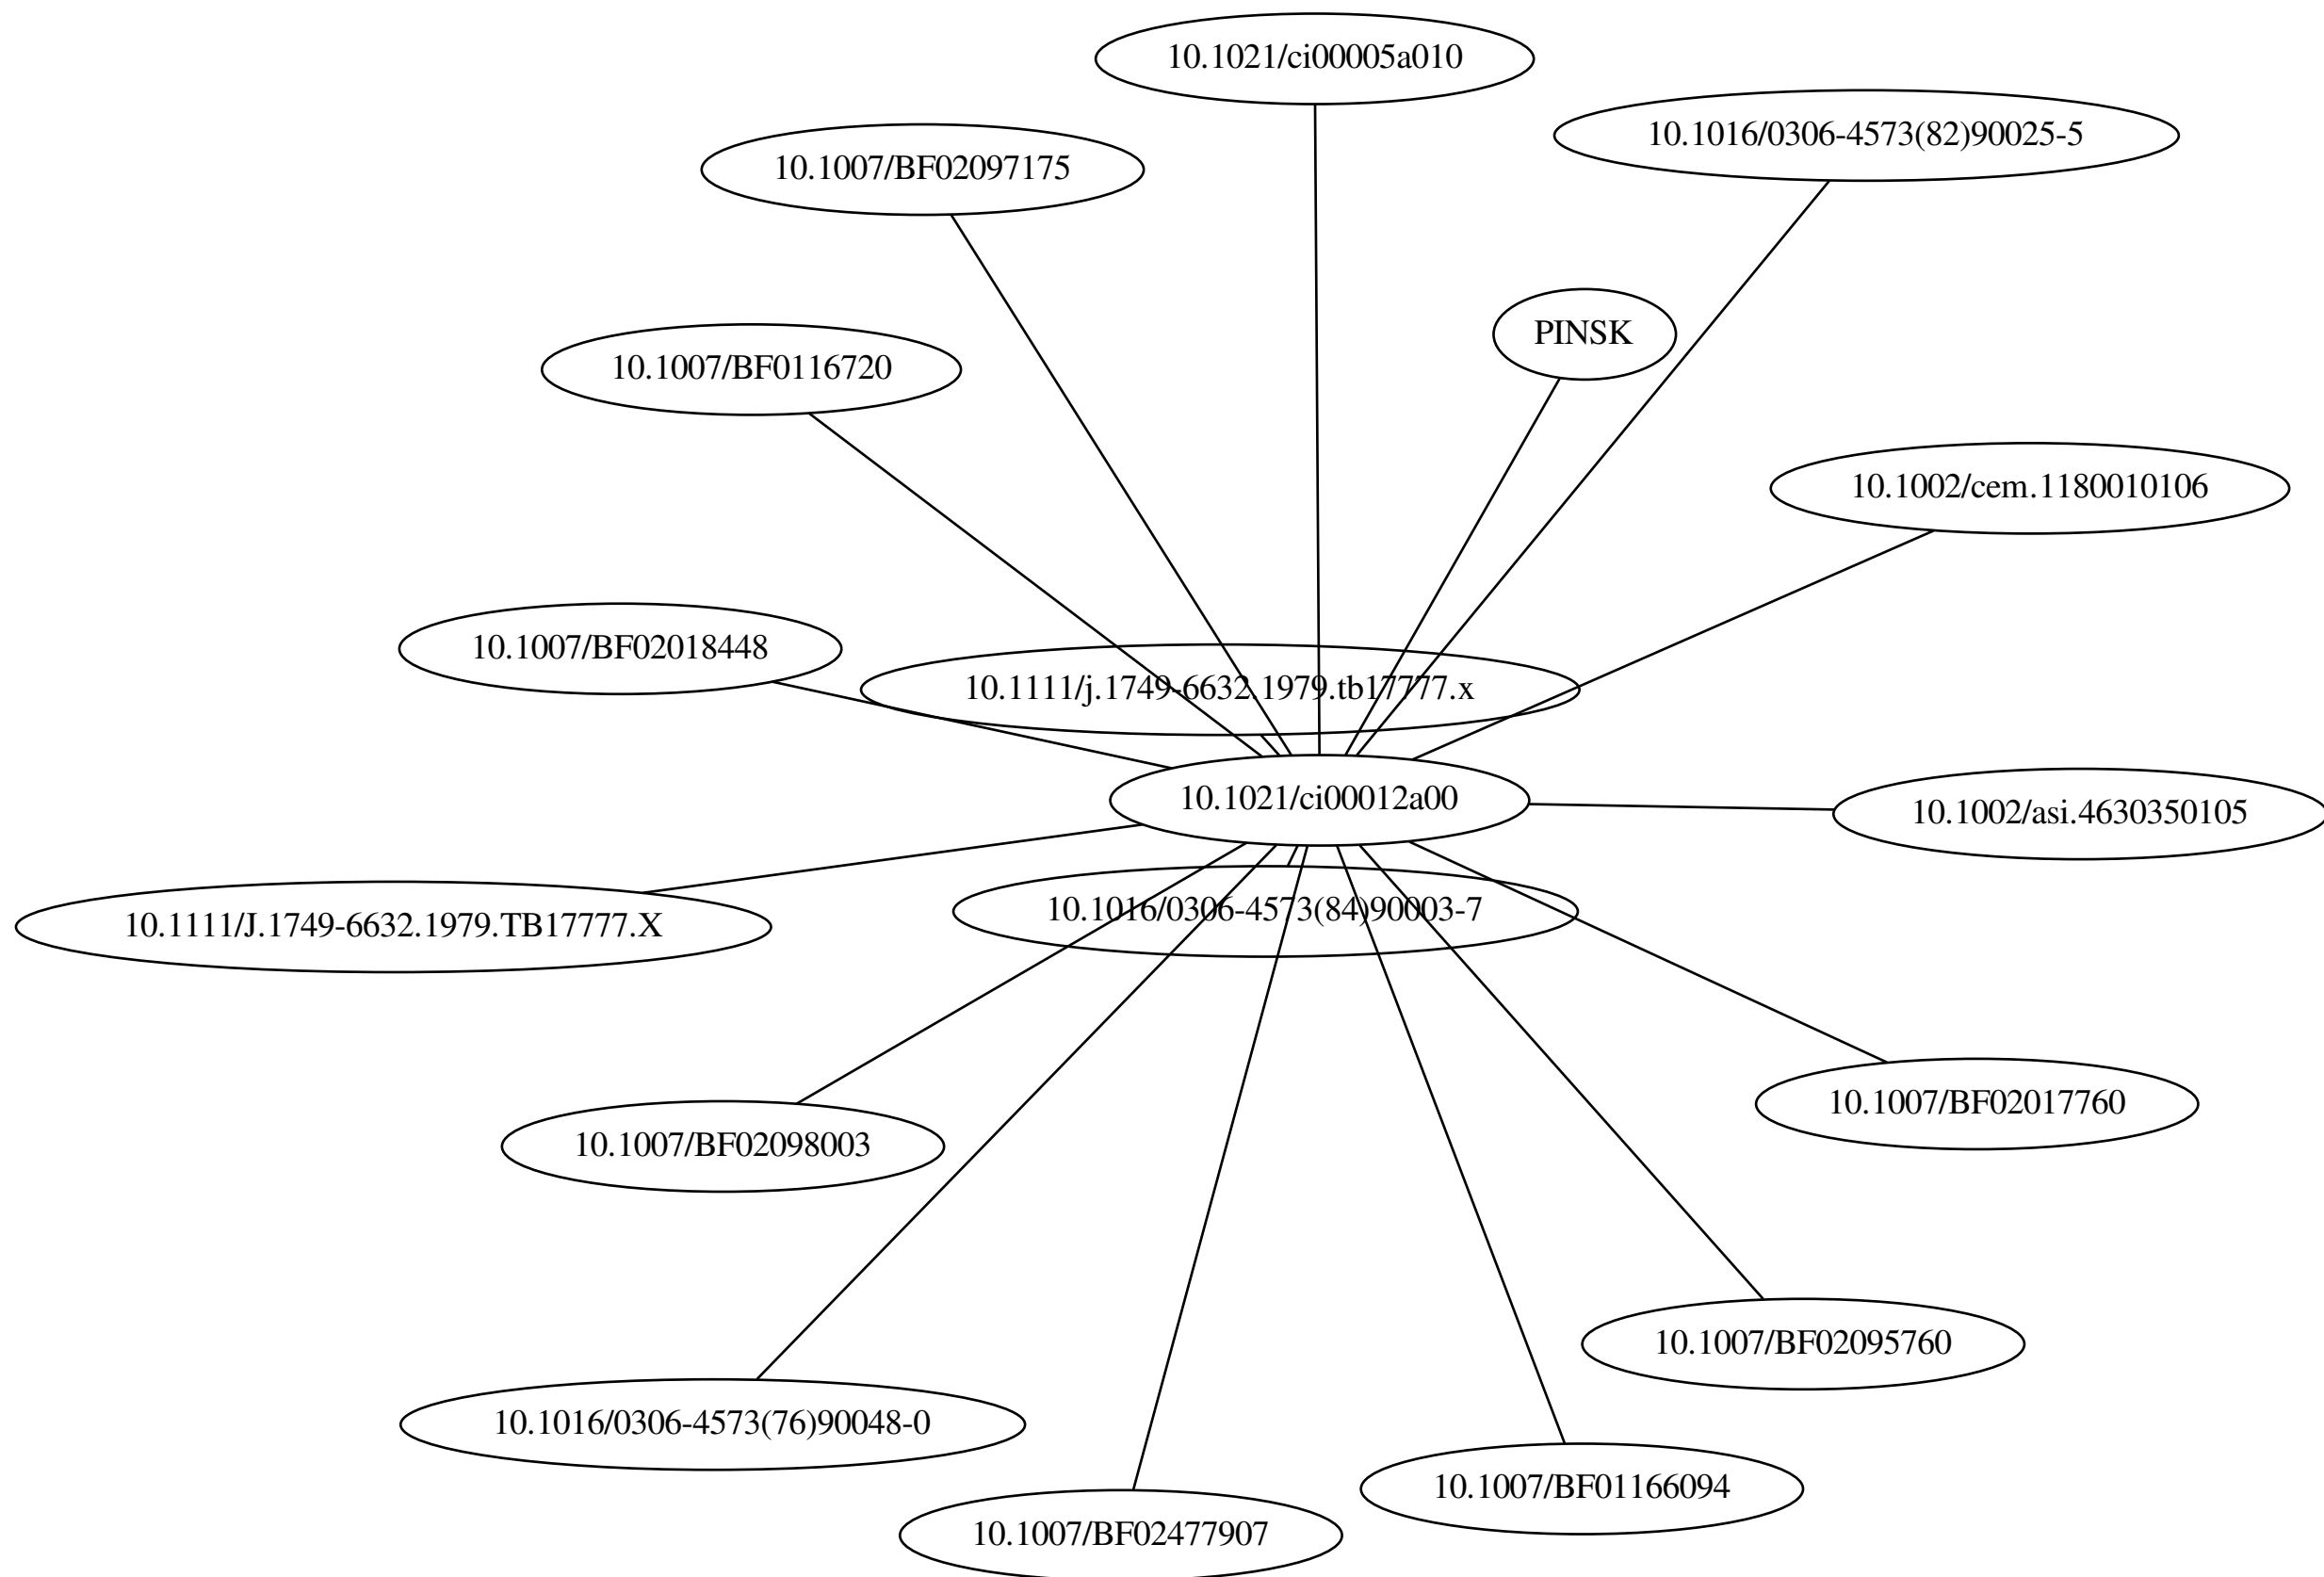 10.1021/ci00005a010
10.1016/0306-4573(82)90025-5
10.1007/BF02097175
PINSK
10.1007/BF0116720
10.1002/cem.1180010106
10.1007/BF02018448
10.1111/j.1749-6632.1979.tb17777.x
10.1021/ci00012a00
10.1002/asi.4630350105
10.1016/0306-4573(84)90003-7
10.1111/J.1749-6632.1979.TB17777.X
10.1007/BF02017760
10.1007/BF02098003
10.1007/BF02095760
10.1016/0306-4573(76)90048-0
10.1007/BF01166094
10.1007/BF02477907